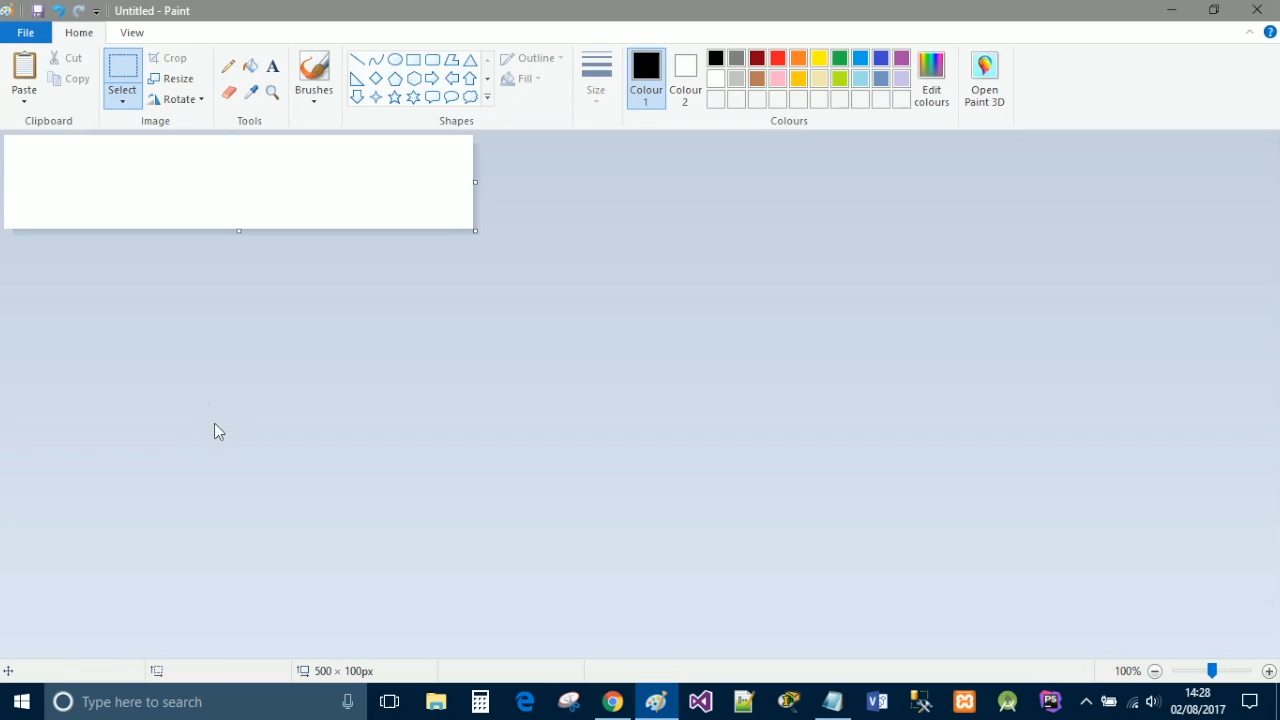 Untitled - Paint
File Home View
Paste
Cut
Copy
Clipboard
Select
Crop
Resize
Rotate
Image
A
Tools
Brushes
Outline
Fill
Shapes
Size
Colour 1
Colour 2
Edit colours
Colours
Open Paint 3D
500 × 100px
100%
Type here to search
14:28
02/08/2017